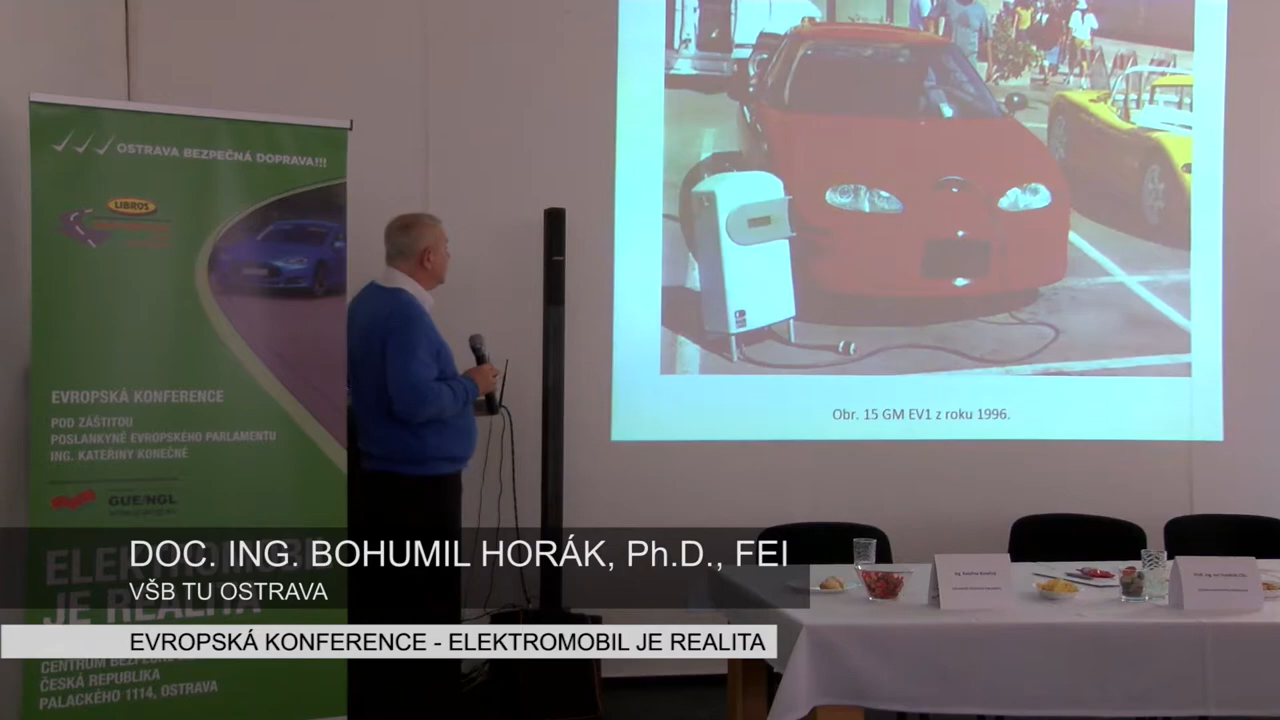 OSTRAVA BEZPEČNÁ DOPRAVA!!!
LIBROS
EVROPSKÁ KONFERENCE
POD ZÁŠTITOU
POSLANKYNĚ EVROPSKÉHO PARLAMENTU
ING. KATEŘINY KONEČNÉ
GUE/NGL
JE REALITA
ČESKÁ REPUBLIKA
PALACKÉHO 1114, OSTRAVA
Obr. 15 GM EV1 z roku 1996.
DOC. ING. BOHUMIL HORÁK, Ph.D., FEI
VŠB TU OSTRAVA
EVROPSKÁ KONFERENCE - ELEKTROMOBIL JE REALITA